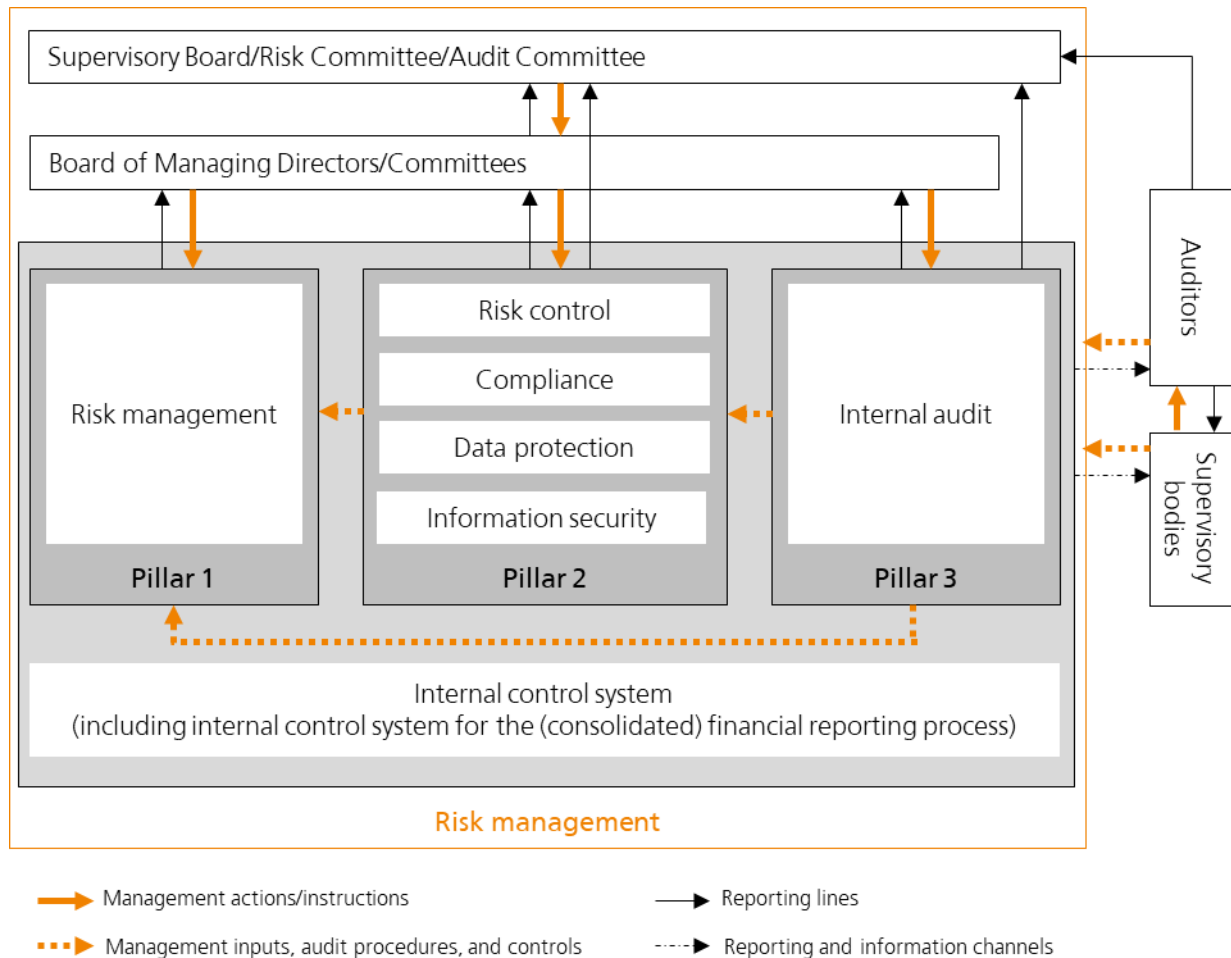 Supervisory Board/Risk Committee/Audit Committee
Board of Managing Directors/Committees
Risk management
Pillar 1
Risk control
Compliance
Data protection
Information security
Pillar 2
Internal audit
Pillar 3
Auditors
Supervisory
bodies
Internal control system
(including internal control system for the (consolidated) financial reporting process)
Risk management
Management actions/instructions
Reporting lines
Management inputs, audit procedures, and controls
Reporting and information channels